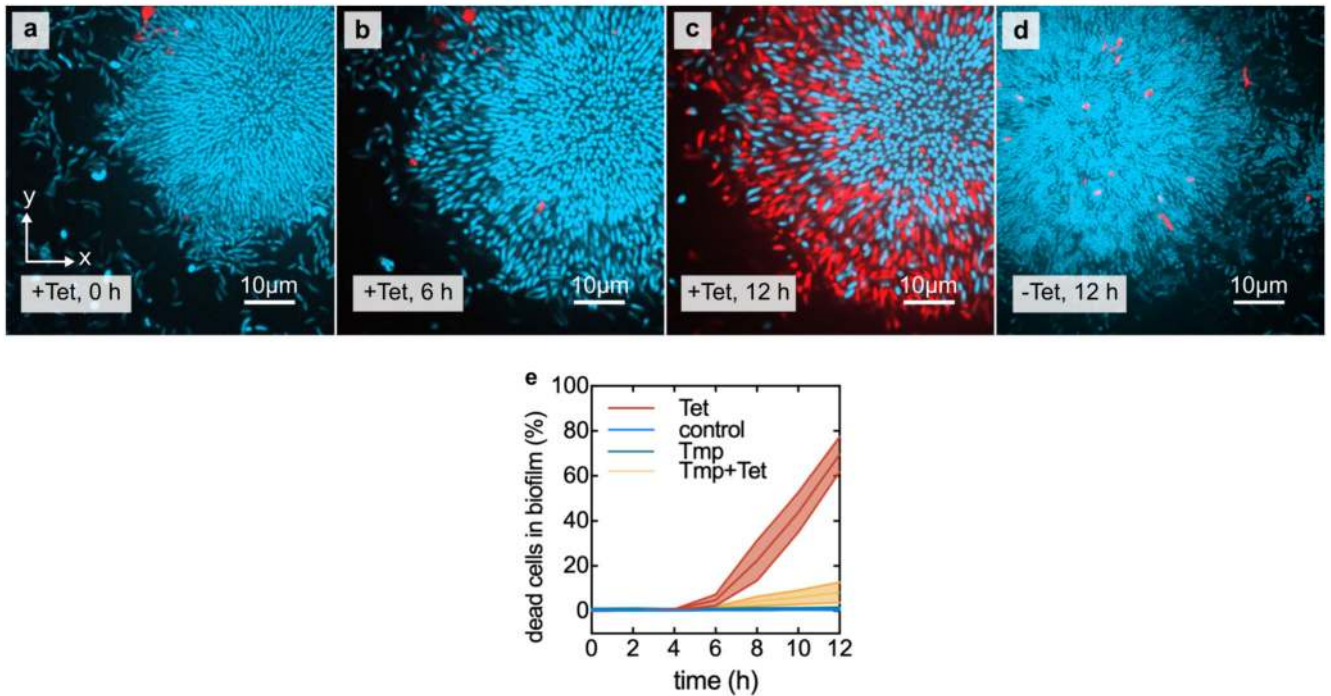 a
b
c
d
y
x
+Tet, 0 h
10µm
+Tet, 6 h
10µm
+Tet, 12 h
10µm
-Tet, 12 h
10µm
e
100
80
60
40
20
0
dead cells in biofilm (%)
Tet
control
Tmp
Tmp+Tet
0 2 4 6 8 10 12
time (h)